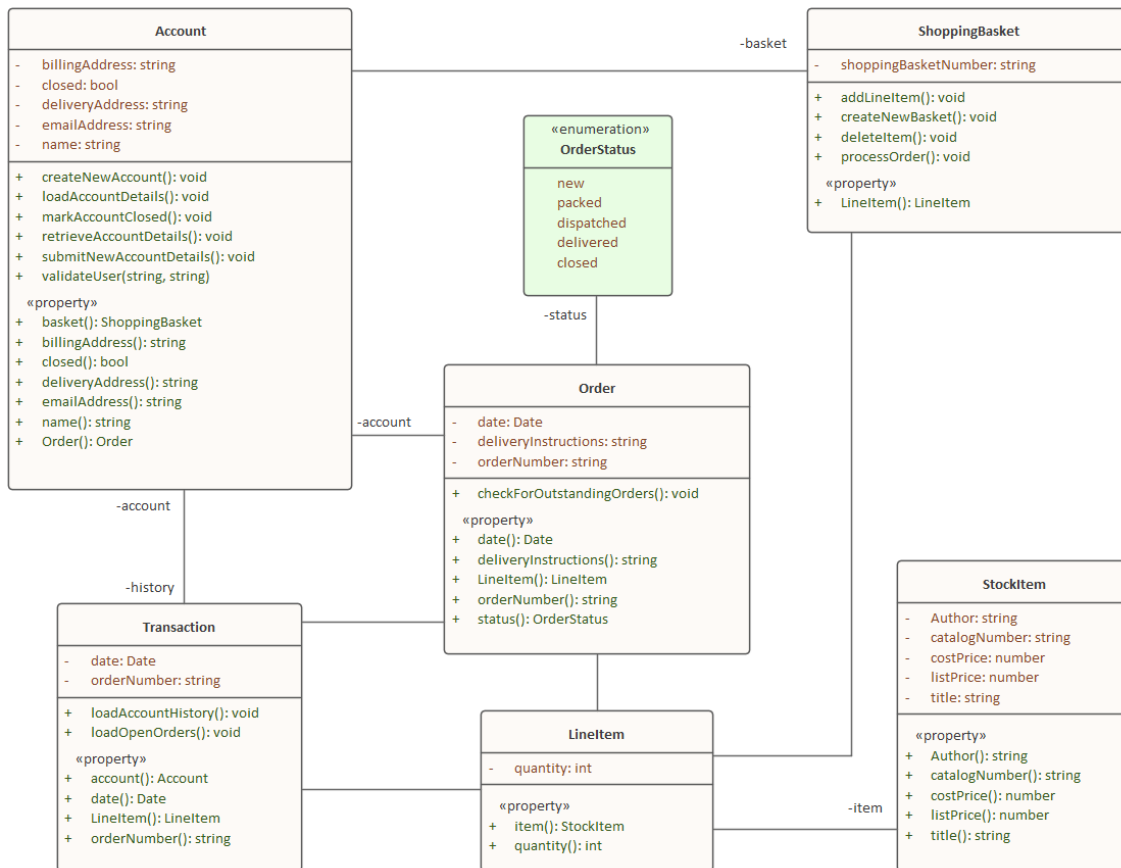 Account
- billingAddress: string
- closed: bool
- deliveryAddress: string
- emailAddress: string
- name: string
+ createNewAccount(): void
+ loadAccountDetails(): void
+ markAccountClosed(): void
+ retrieveAccountDetails(): void
+ submitNewAccountDetails(): void
+ validateUser(string, string)
«property»
+ basket(): ShoppingBasket
+ billingAddress(): string
+ closed(): bool
+ deliveryAddress(): string
+ emailAddress(): string
+ name(): string
+ Order(): Order
-basket
ShoppingBasket
- shoppingBasketNumber: string
+ addLineItem(): void
+ createNewBasket(): void
+ deleteItem(): void
+ processOrder(): void
«property»
+ LineItem(): LineItem
«enumeration»
OrderStatus
new
packed
dispatched
delivered
closed
-status
-account
Order
- date: Date
- deliveryInstructions: string
- orderNumber: string
+ checkForOutstandingOrders(): void
«property»
+ date(): Date
+ deliveryInstructions(): string
+ LineItem(): LineItem
+ orderNumber(): string
+ status(): OrderStatus
-account
-history
Transaction
- date: Date
- orderNumber: string
+ loadAccountHistory(): void
+ loadOpenOrders(): void
«property»
+ account(): Account
+ date(): Date
+ LineItem(): LineItem
+ orderNumber(): string
LineItem
- quantity: int
«property»
+ item(): StockItem
+ quantity(): int
-item
StockItem
- Author: string
- catalogNumber: string
- costPrice: number
- listPrice: number
- title: string
«property»
+ Author(): string
+ catalogNumber(): string
+ costPrice(): number
+ listPrice(): number
+ title(): string